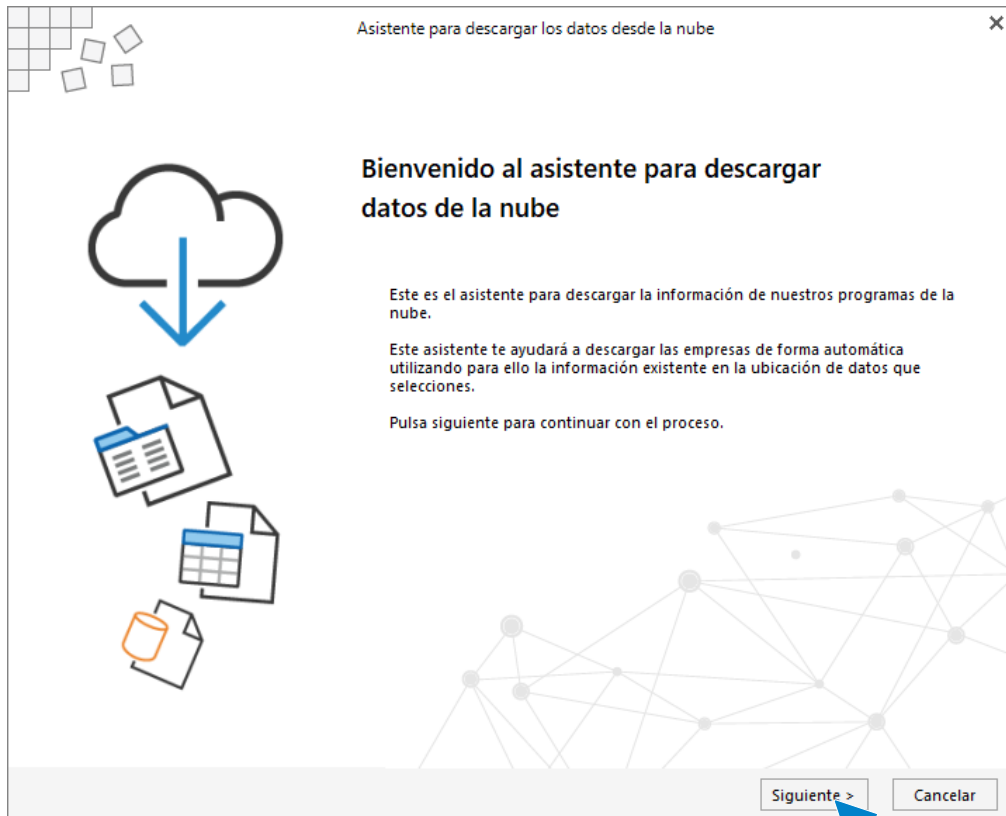 Asistente para descargar los datos desde la nube
Bienvenido al asistente para descargar
datos de la nube
Este es el asistente para descargar la información de nuestros programas de la
nube.
Este asistente te ayudará a descargar las empresas de forma automática
utilizando para ello la información existente en la ubicación de datos que
selecciones.
Pulsa siguiente para continuar con el proceso.
Siguiente >
Cancelar